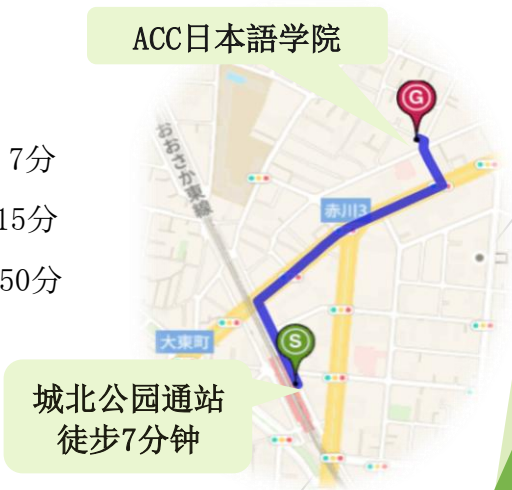 ACC日本語学院
G
7分
15分
50分
おおさか東線
赤川3
大東町
S
城北公园通站
徒步7分钟